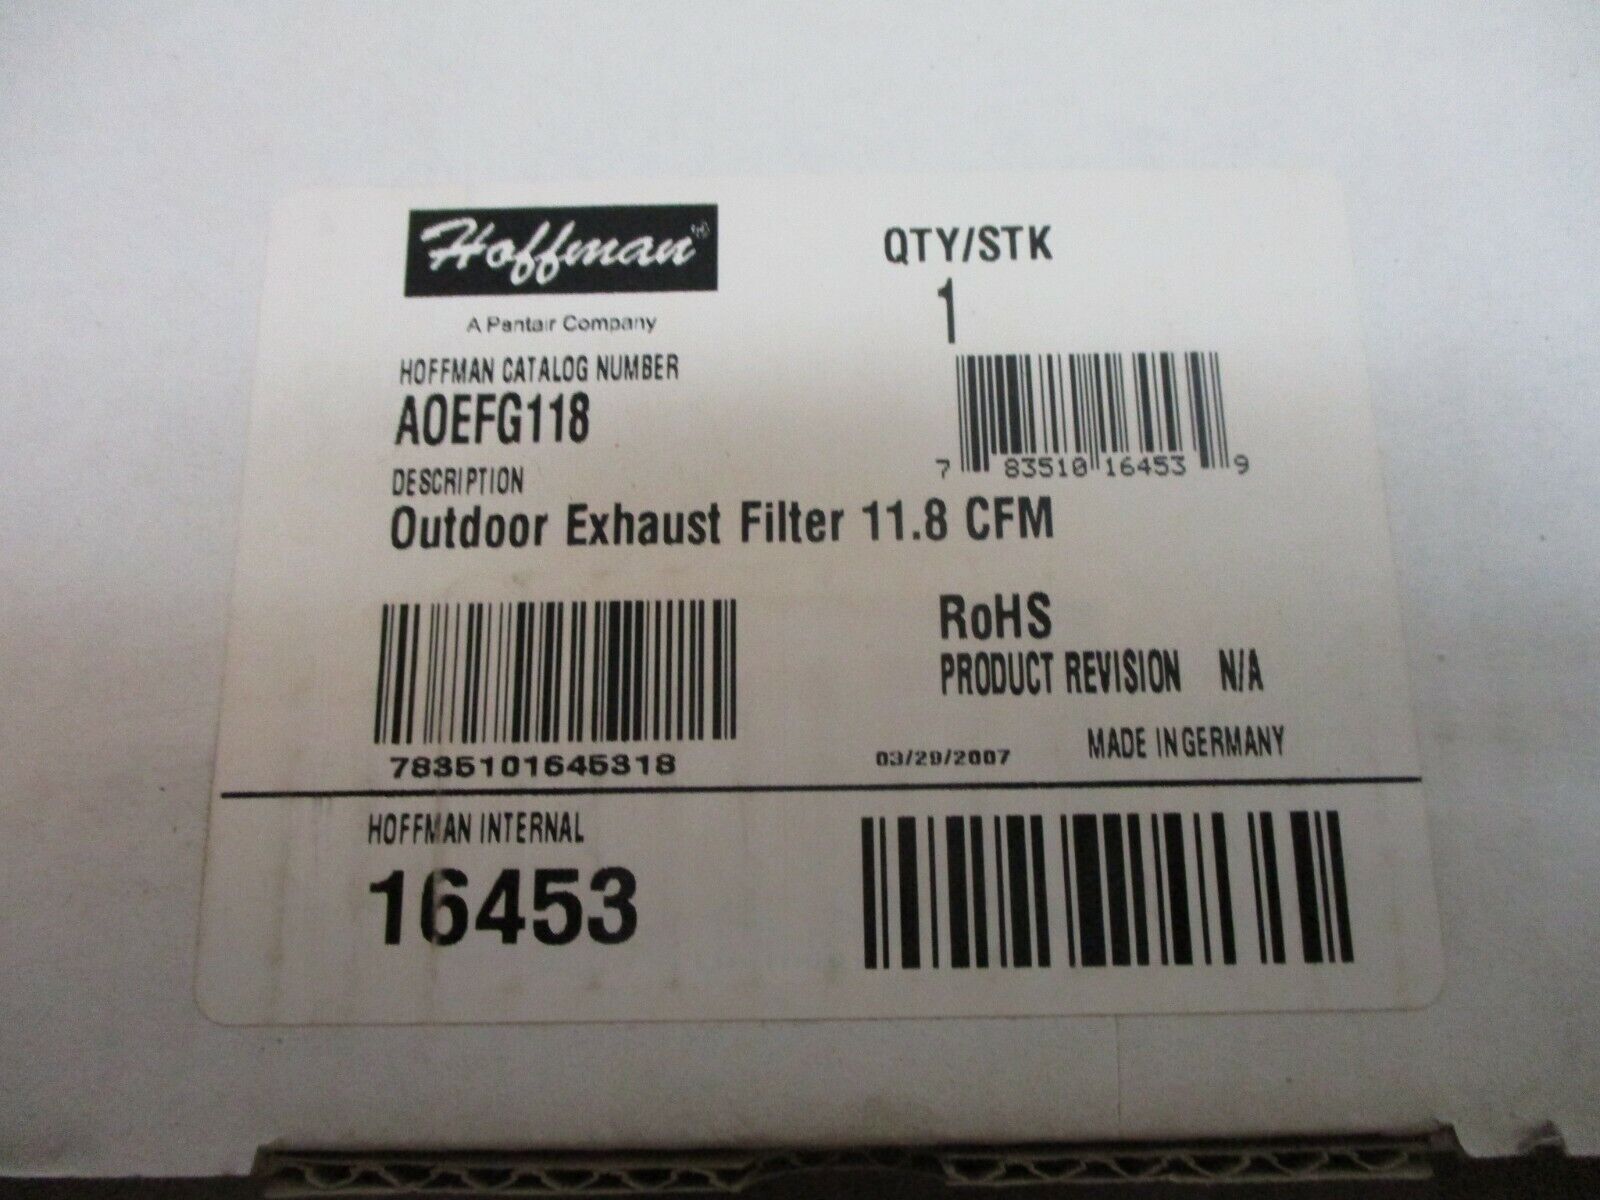 Hoffman®
A Pentair Company
QTY/STK
1
HOFFMAN CATALOG NUMBER
AOEFG118
7 83510 16453 9
DESCRIPTION
Outdoor Exhaust Filter 11.8 CFM
7835101645318
RoHS
PRODUCT REVISION N/A
03/29/2007
MADE IN GERMANY
HOFFMAN INTERNAL
16453